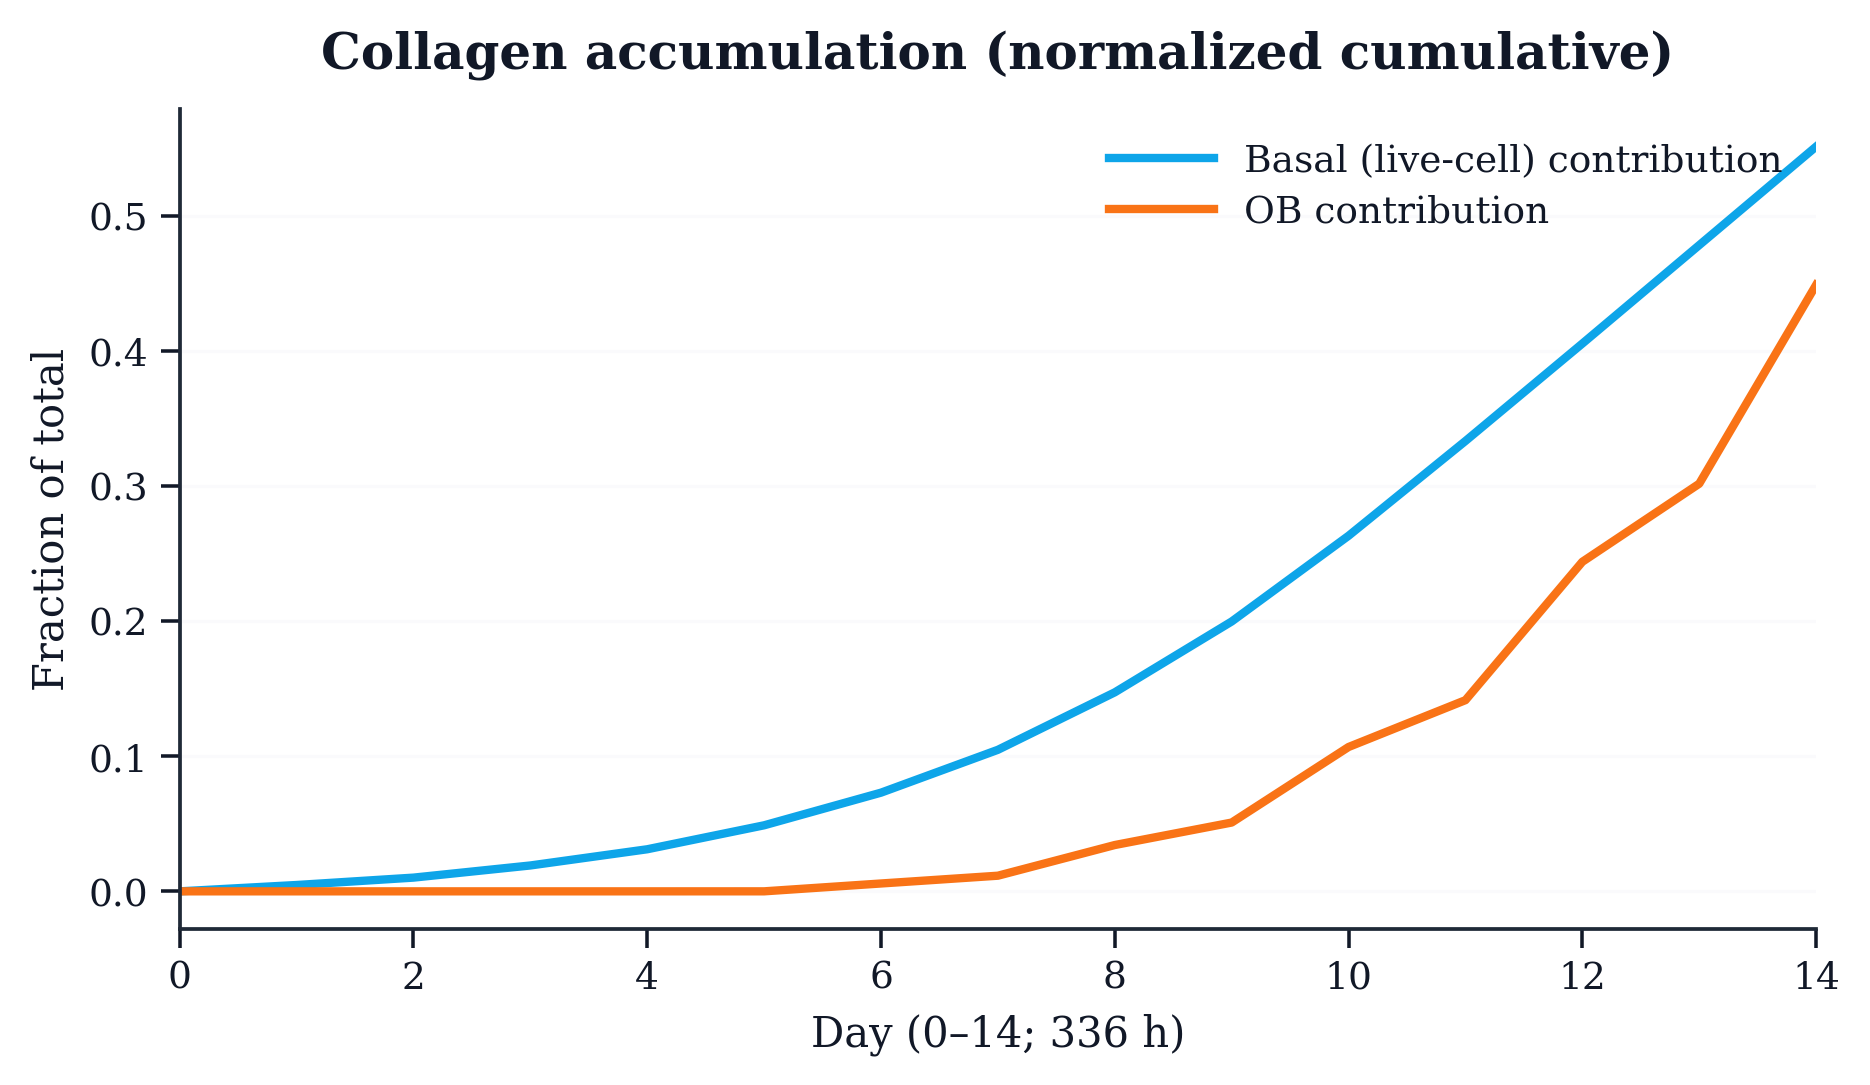 Collagen accumulation (normalized cumulative)
Basal (live-cell) contribution
OB contribution
Fraction of total
0.5
0.4
0.3
0.2
0.1
0.0
0 2 4 6 8 10 12 14
Day (0–14; 336 h)